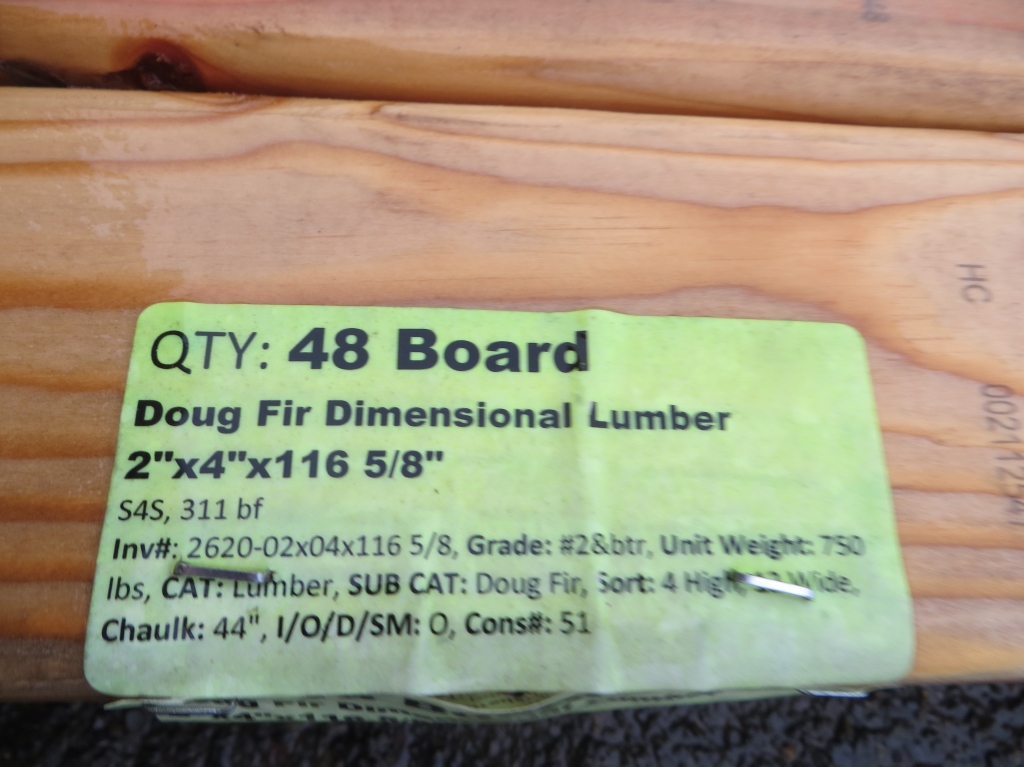 QTY: 48 Board
Doug Fir Dimensional Lumber
2"x4"x116 5/8"
S4S, 311 bf
Inv#: 2620-02x04x116 5/8, Grade: #2&btr, Unit Weight: 750
lbs, CAT: Lumber, SUB CAT: Doug Fir, Sort: 4 High, Wide,
Chaulk: 44", I/O/D/SM: O, Cons#: 51
HC